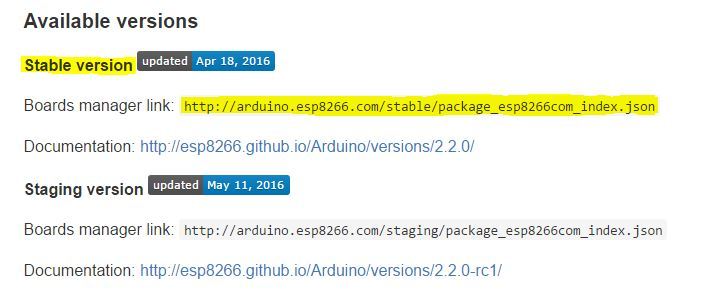 Available versions
Stable version updated Apr 18, 2016
Boards manager link: http://arduino.esp8266.com/stable/package_esp8266com_index.json
Documentation: http://esp8266.github.io/Arduino/versions/2.2.0/
Staging version updated May 11, 2016
Boards manager link: http://arduino.esp8266.com/staging/package_esp8266com_index.json
Documentation: http://esp8266.github.io/Arduino/versions/2.2.0-rc1/